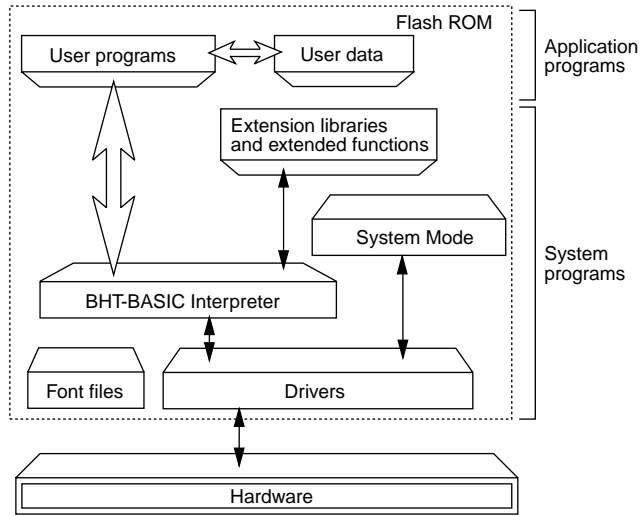 Flash ROM
User programs
User data
Application
programs
Extension libraries
and extended functions
System Mode
System
programs
BHT-BASIC Interpreter
Font files
Drivers
Hardware